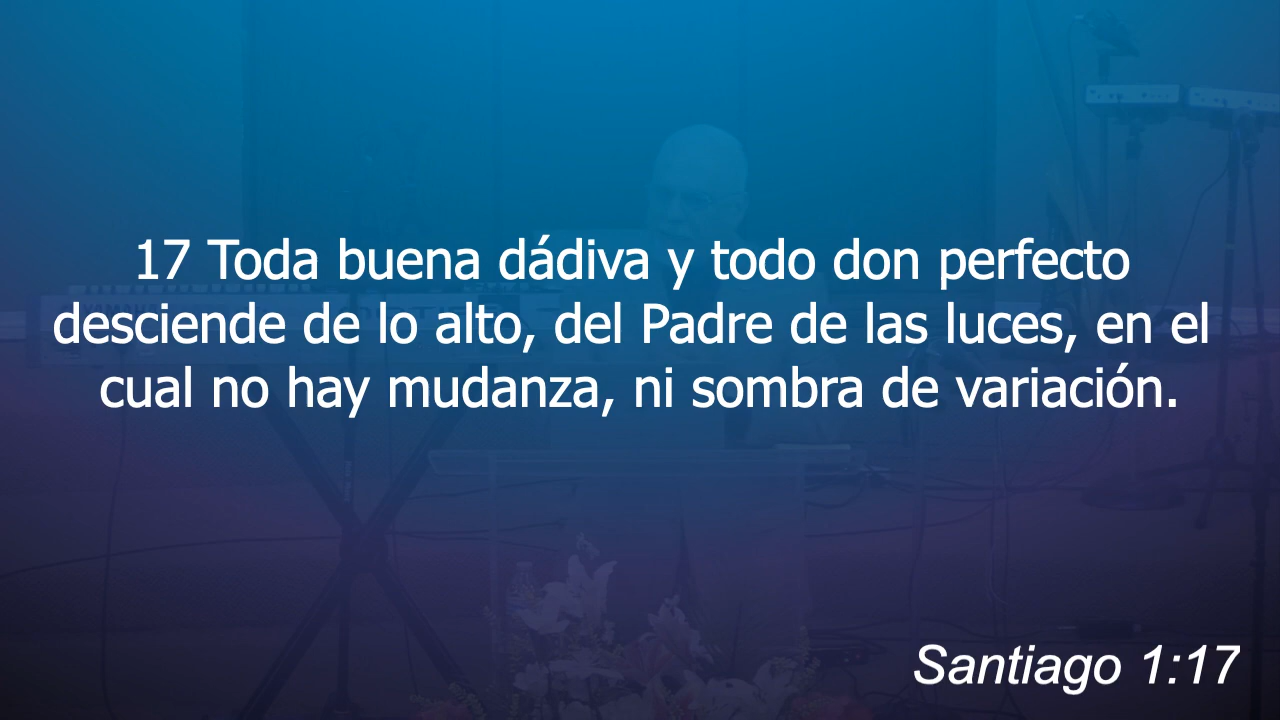 17 Toda buena dádiva y todo don perfecto
desciende de lo alto, del Padre de las luces, en el
cual no hay mudanza, ni sombra de variación.
Santiago 1:17